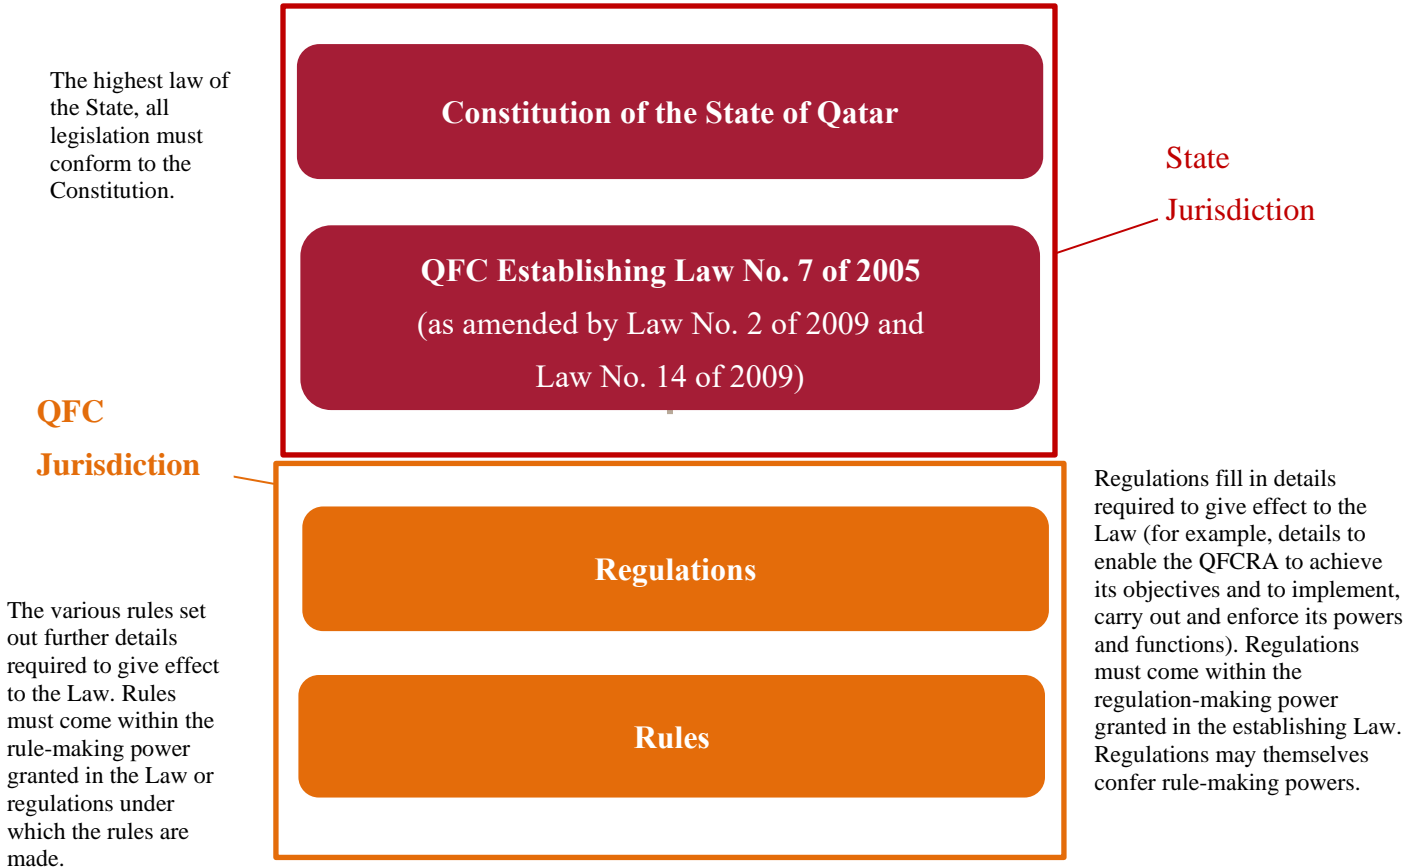 The highest law of
the State, all
legislation must
conform to the
Constitution.
Constitution of the State of Qatar
State
Jurisdiction
QFC Establishing Law No. 7 of 2005
(as amended by Law No. 2 of 2009 and
Law No. 14 of 2009)
QFC
Jurisdiction
Regulations
Regulations fill in details
required to give effect to the
Law (for example, details to
enable the QFCRA to achieve
its objectives and to implement,
carry out and enforce its powers
and functions). Regulations
must come within the
regulation-making power
granted in the establishing Law.
Regulations may themselves
confer rule-making powers.
The various rules set
out further details
required to give effect
to the Law. Rules
must come within the
rule-making power
granted in the Law or
regulations under
which the rules are
made.
Rules